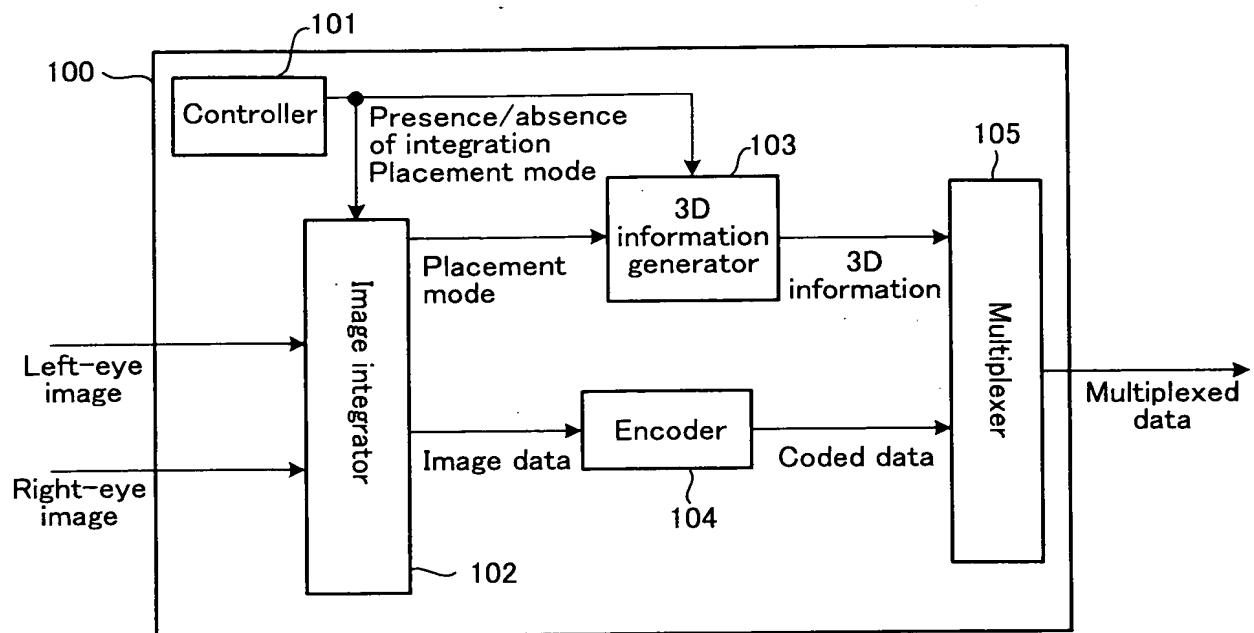 101
100
Controller
Presence/absence
of integration
Placement mode
103
105
3D
information
generator
Placement
mode
3D
information
Image integrator
Multiplexer
Left-eye
image
Multiplexed
data
Encoder
Image data
Coded data
Right-eye
image
104
102